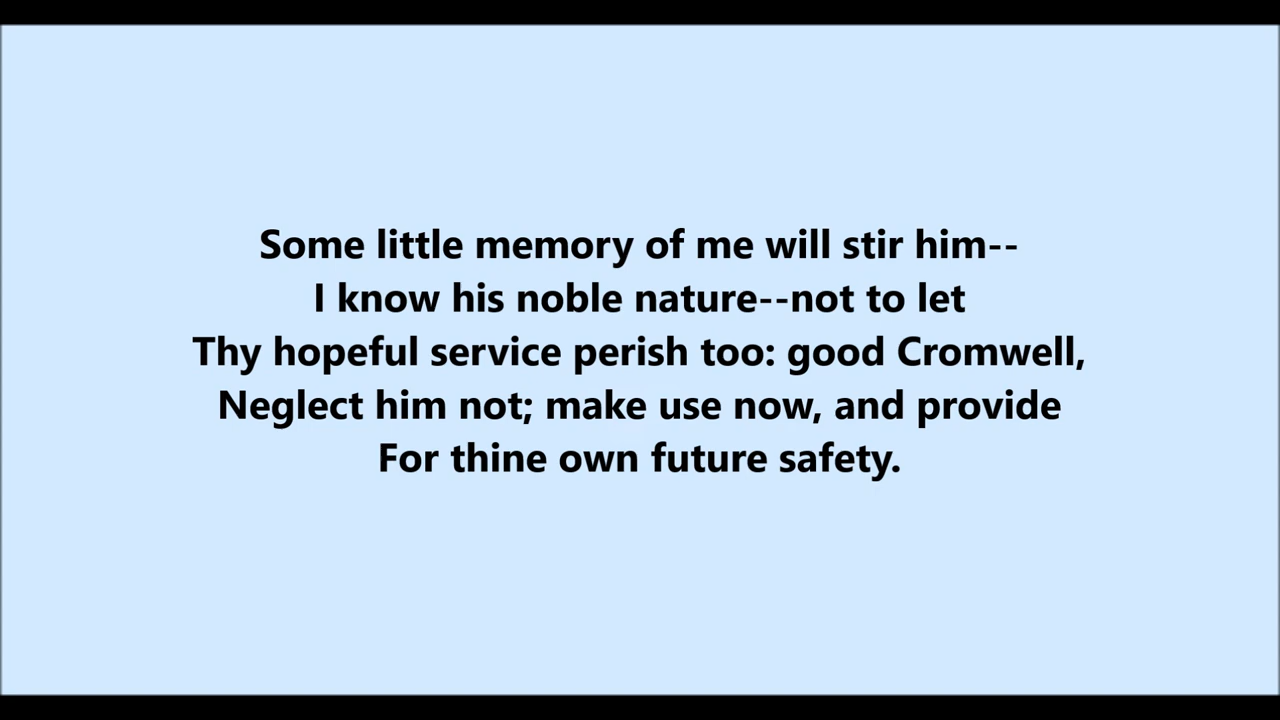 Some little memory of me will stir him--
I know his noble nature--not to let
Thy hopeful service perish too: good Cromwell,
Neglect him not; make use now, and provide
For thine own future safety.